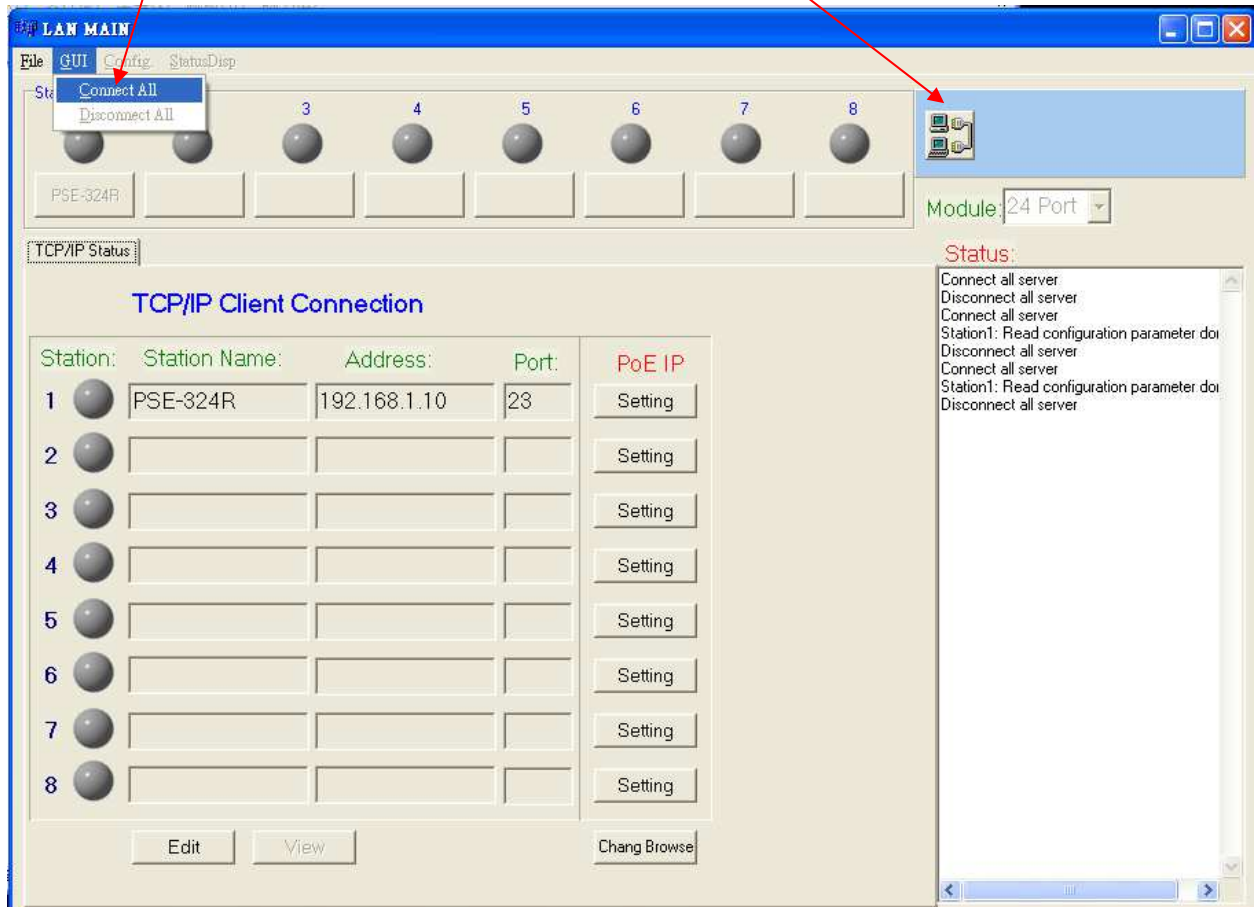 LAN MAIN
File GUI Config. StatusDisp
Connect All
Disconnect All
3 4 5 6 7 8
PSE-324R
Module: 24 Port
TCP/IP Status
Status:
TCP/IP Client Connection
Station: Station Name: Address: Port: PoE IP
1 PSE-324R 192.168.1.10 23 Setting
2 Setting
3 Setting
4 Setting
5 Setting
6 Setting
7 Setting
8 Setting
Edit View Chang Browse
Connect all server
Disconnect all server
Connect all server
Station1: Read configuration parameter do
Disconnect all server
Connect all server
Station1: Read configuration parameter do
Disconnect all server